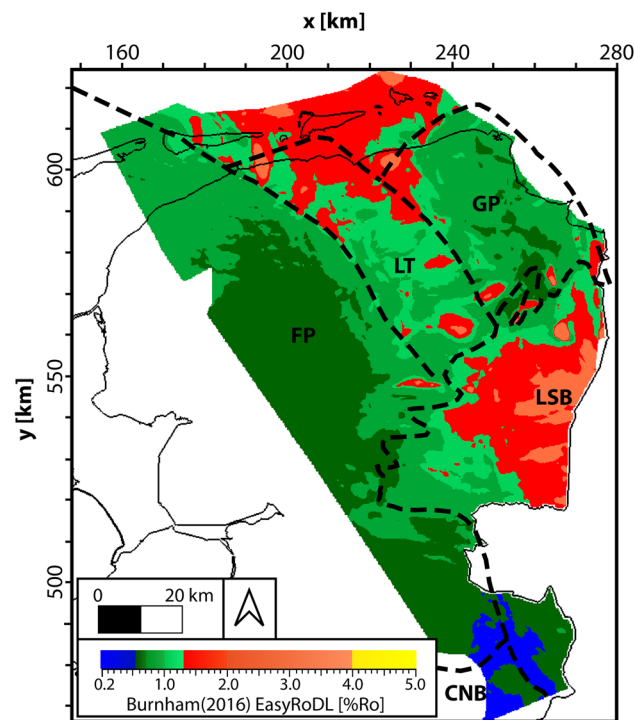 x [km]
160 200 240 280
y [km]
600
550
500
GP
LT
FP
LSB
CNB
0 20 km
0.2 1.0 2.0 3.0 4.0 5.0
Burnham(2016) EasyRoDL [%Ro]